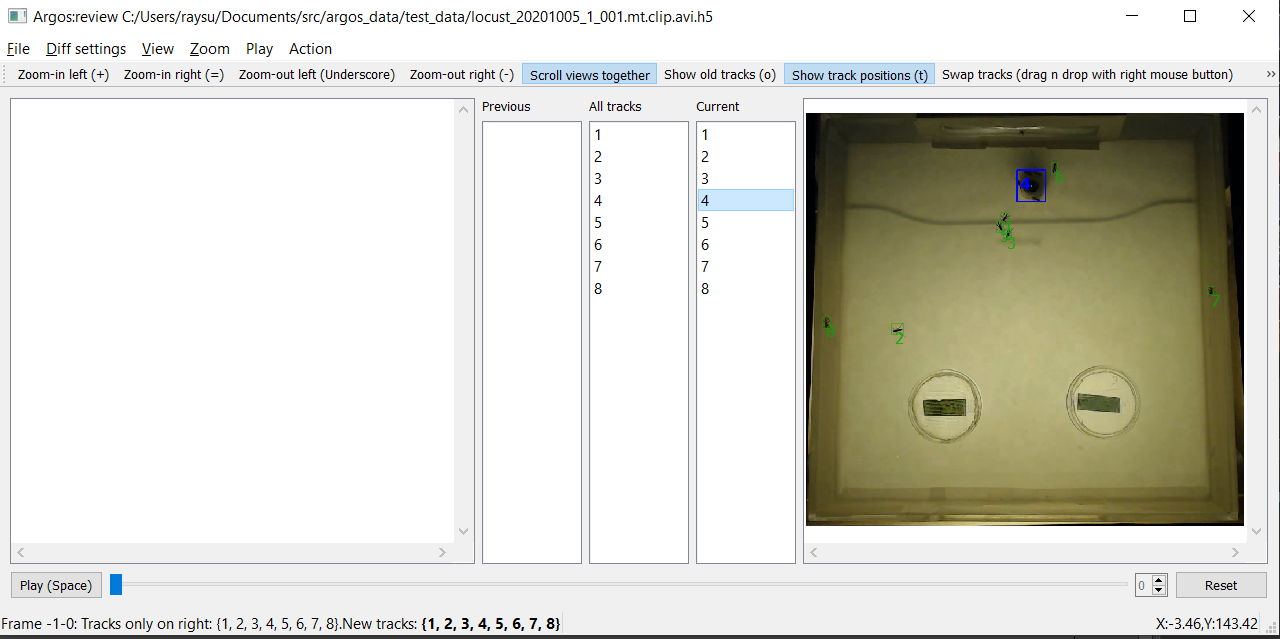 Argos:review C:/Users/raysu/Documents/src/argos_data/test_data/locust_20201005_1_001.mt.clip.avi.h5
File Diff settings View Zoom Play Action
Zoom-in left (+) Zoom-in right (=) Zoom-out left (Underscore) Zoom-out right (-) Scroll views together Show old tracks (o) Show track positions (t) Swap tracks (drag n drop with right mouse button) »
Previous All tracks Current
1 1
2 2
3 3
4 4
5 5
6 6
7 7
8 8
4
6
3
7
2
Play (Space) 0 Reset
Frame -1-0: Tracks only on right: {1, 2, 3, 4, 5, 6, 7, 8}.New tracks: {1, 2, 3, 4, 5, 6, 7, 8} X:-3.46,Y:143.42